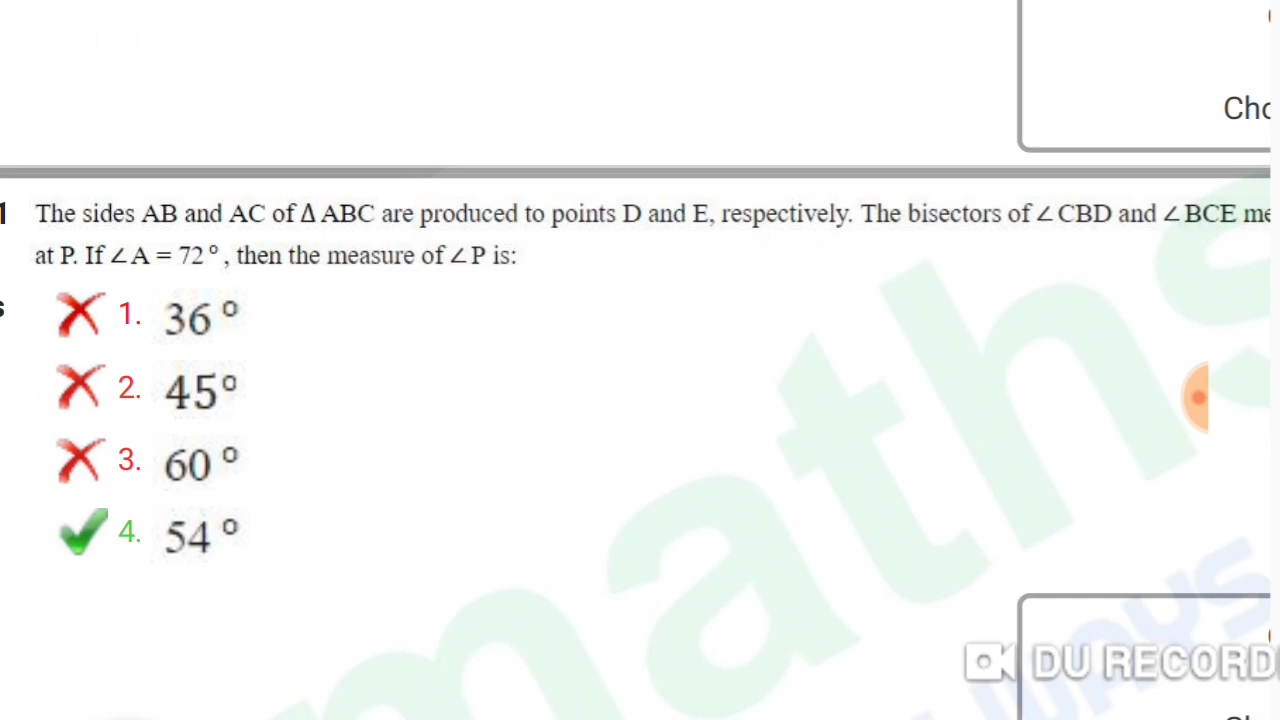 Cho
1 The sides AB and AC of Δ ABC are produced to points D and E, respectively. The bisectors of ∠CBD and ∠BCE me
at P. If ∠A = 72°, then the measure of ∠P is:
s
1. 36°
2. 45°
3. 60°
4. 54°
maths
WAYS
DU RECORD